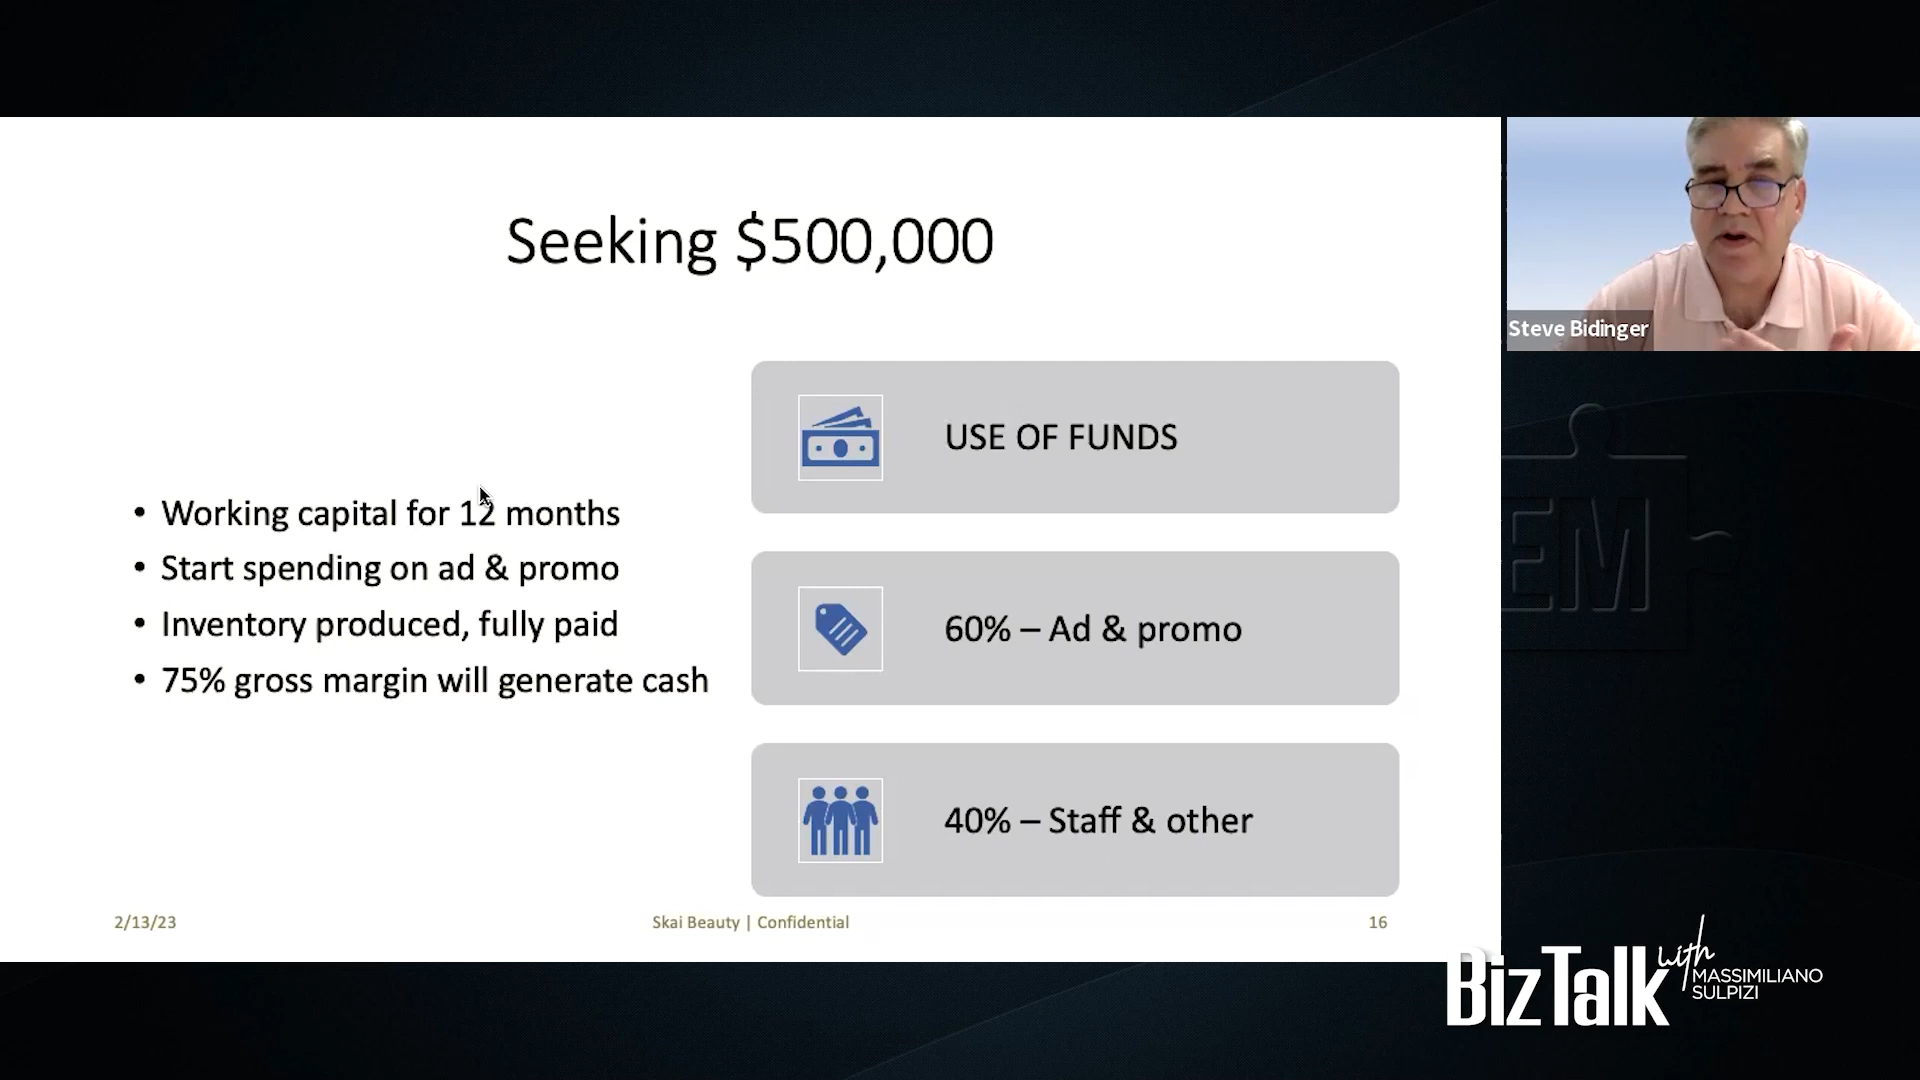 Seeking $500,000
• Working capital for 12 months
• Start spending on ad & promo
• Inventory produced, fully paid
• 75% gross margin will generate cash
USE OF FUNDS
60% – Ad & promo
40% – Staff & other
2/13/23
Skai Beauty | Confidential
16
Steve Bidinger
EM
BizTalk with
MASSIMILIANO
SULPIZI